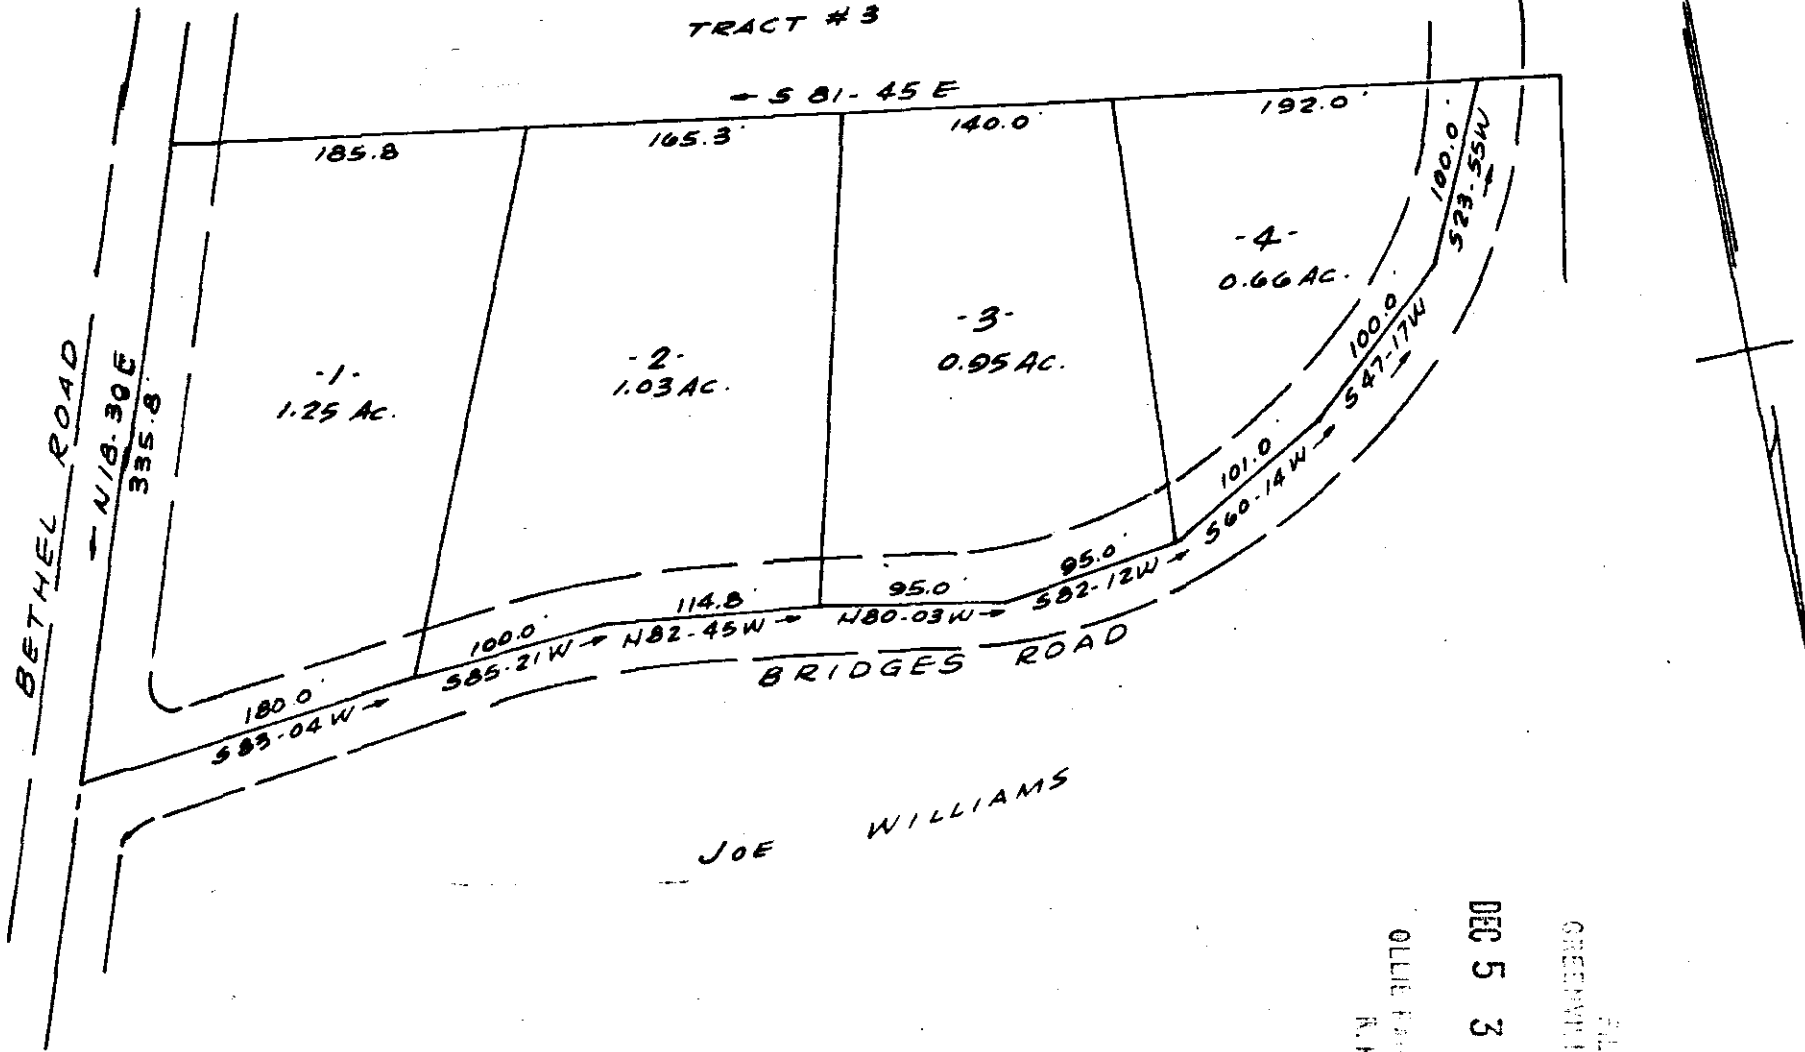 TRACT #3
← S 81-45 E
185.8
165.3'
140.0'
192.0'
100.0'
S23-55W →
-4-
0.66 AC.
-3-
0.95 AC.
-2-
1.03 AC.
-1-
1.25 AC.
BETHEL ROAD
← N18-30E
335.8'
100.0
S47-17W →
101.0
S60-14W →
95.0'
S82-12W →
95.0'
N80-03W →
114.8'
N82-45W →
100.0'
S85-21W →
180.0'
S83-04W →
BRIDGES ROAD
JOE WILLIAMS
DEC 5 3
OLLIE